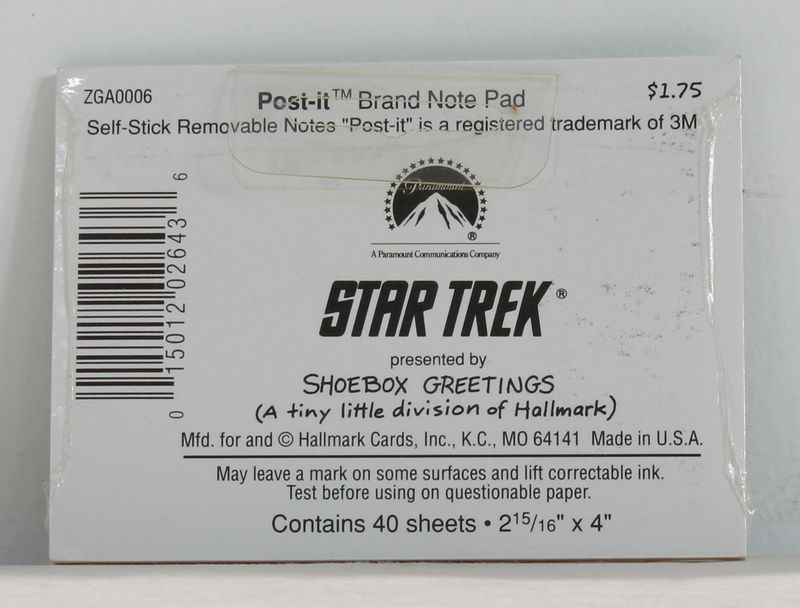 ZGA0006
Post-it™ Brand Note Pad
$1.75
Self-Stick Removable Notes "Post-it" is a registered trademark of 3M
Paramount
®
A Paramount Communications Company
STAR TREK®
presented by
SHOEBOX GREETINGS
(A tiny little division of Hallmark)
Mfd. for and © Hallmark Cards, Inc., K.C., MO 64141 Made in U.S.A.
May leave a mark on some surfaces and lift correctable ink.
Test before using on questionable paper.
Contains 40 sheets • 2 15/16" x 4"
0 15012 02643 6